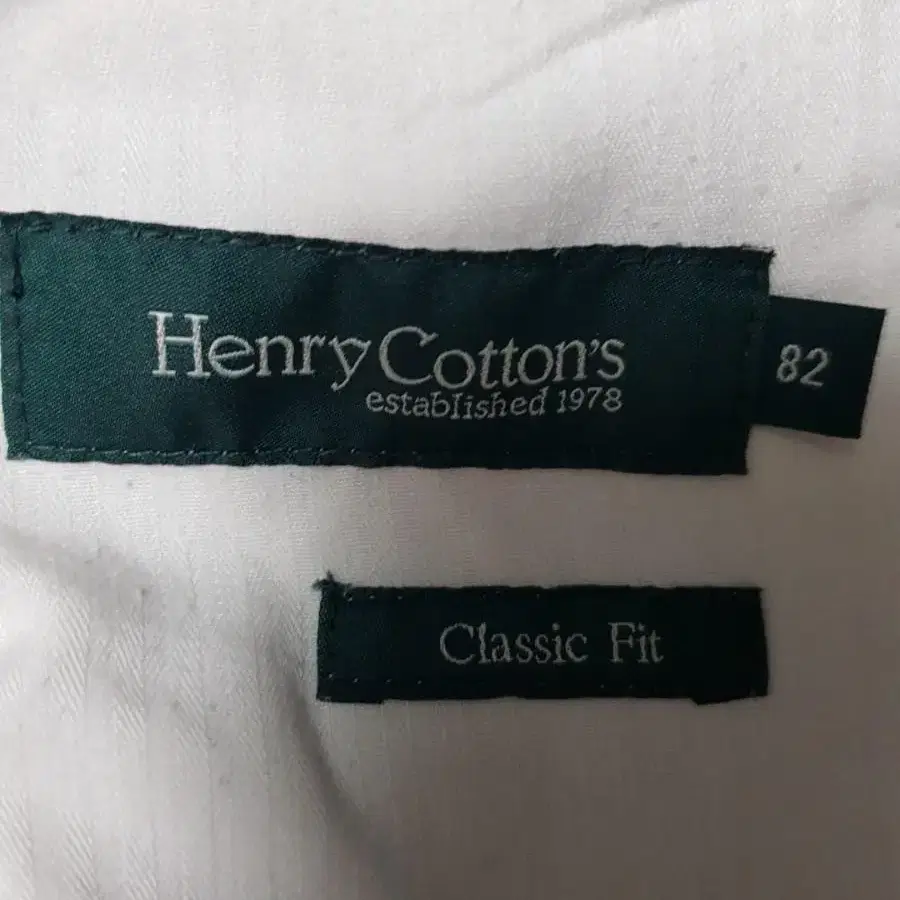 Henry Cotton's
established 1978
82
Classic Fit